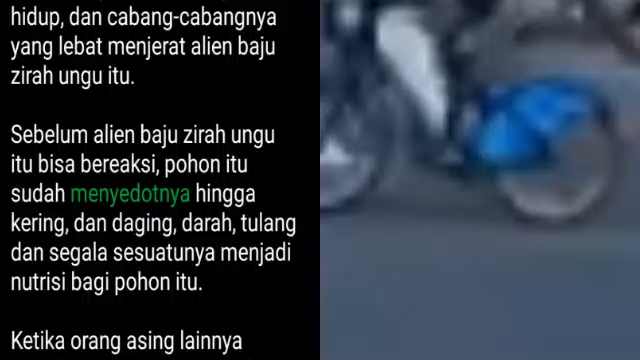 hidup, dan cabang-cabangnya
yang lebat menjerat alien baju
zirah ungu itu.
Sebelum alien baju zirah ungu
itu bisa bereaksi, pohon itu
sudah menyedotnya hingga
kering, dan daging, darah, tulang
dan segala sesuatunya menjadi
nutrisi bagi pohon itu.
Ketika orang asing lainnya